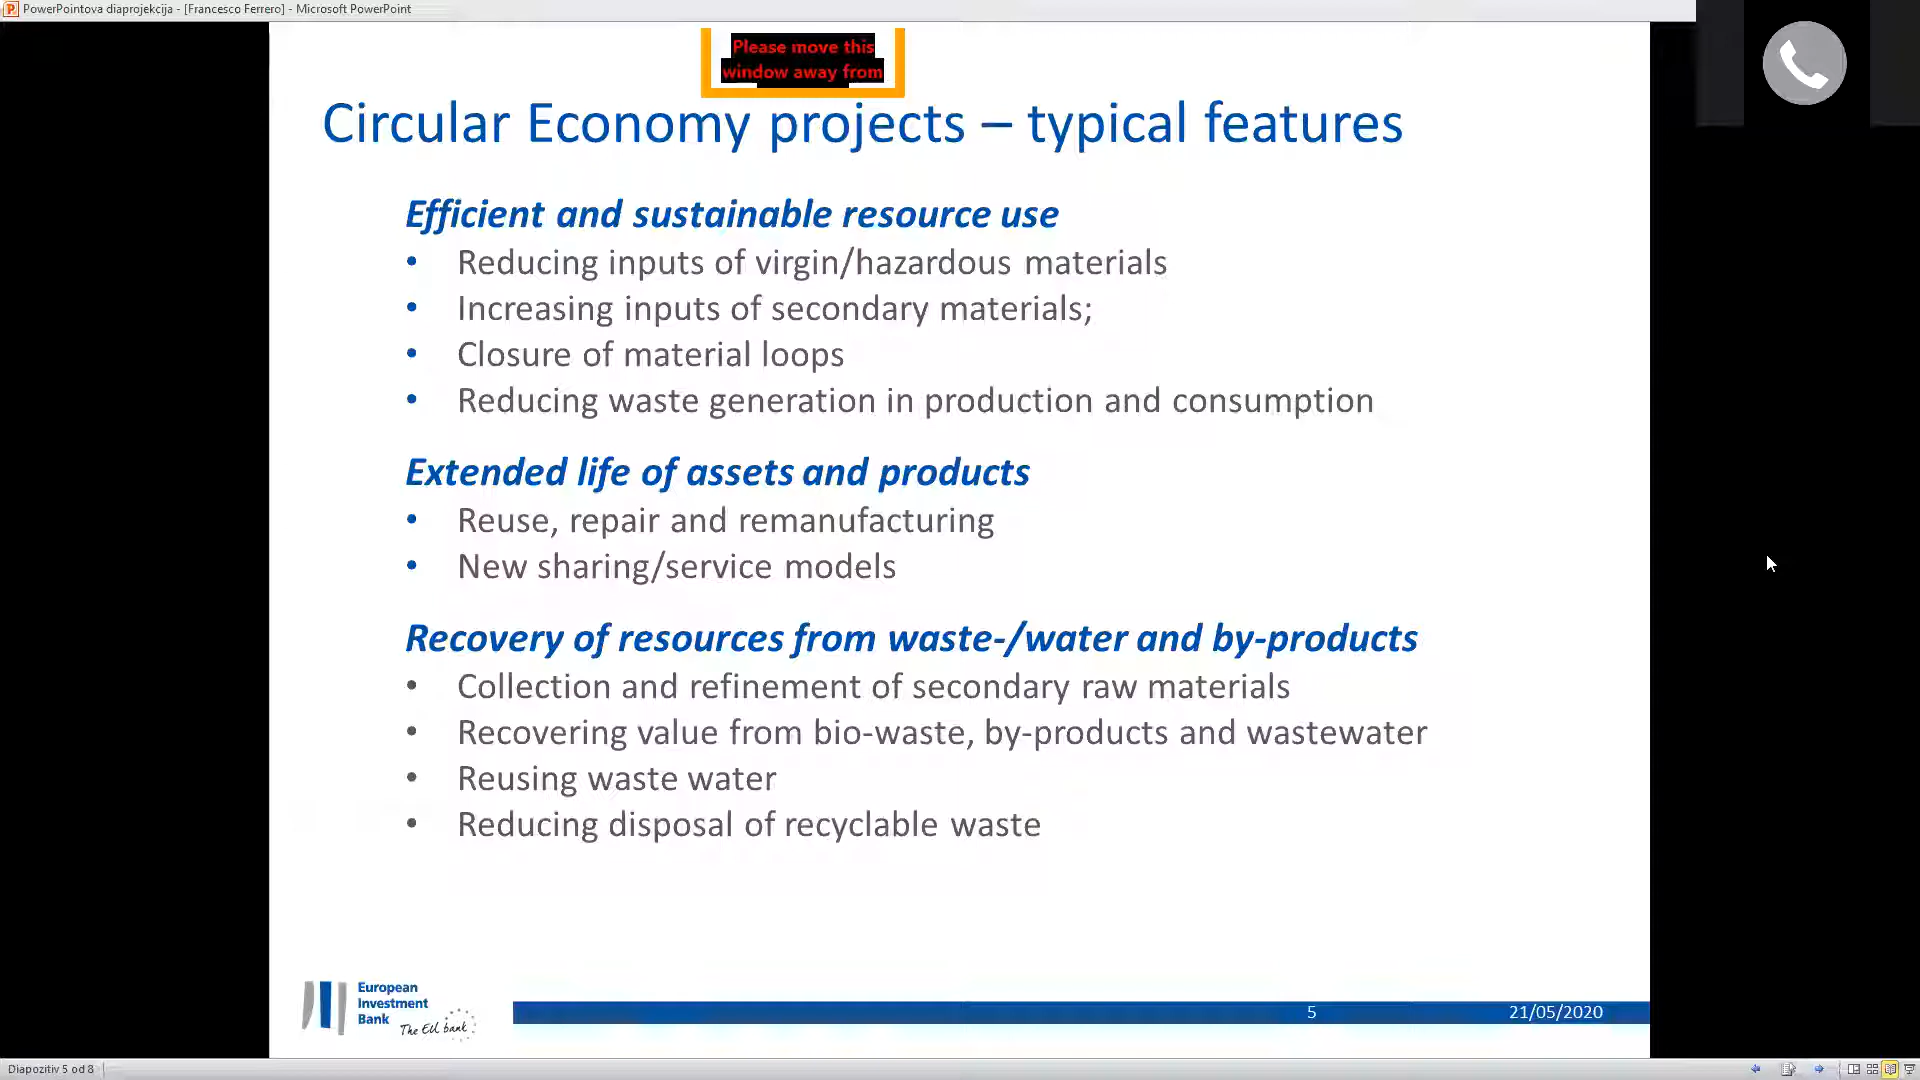 PowerPointova diaprojekcija - [Francesco Ferrero] - Microsoft PowerPoint
Please move this
window away from
Circular Economy projects – typical features
Efficient and sustainable resource use
• Reducing inputs of virgin/hazardous materials
• Increasing inputs of secondary materials;
• Closure of material loops
• Reducing waste generation in production and consumption
Extended life of assets and products
• Reuse, repair and remanufacturing
• New sharing/service models
Recovery of resources from waste-/water and by-products
• Collection and refinement of secondary raw materials
• Recovering value from bio-waste, by-products and wastewater
• Reusing waste water
• Reducing disposal of recyclable waste
European
Investment
Bank
The EU bank
5
21/05/2020
Diapozitiv 5 od 8